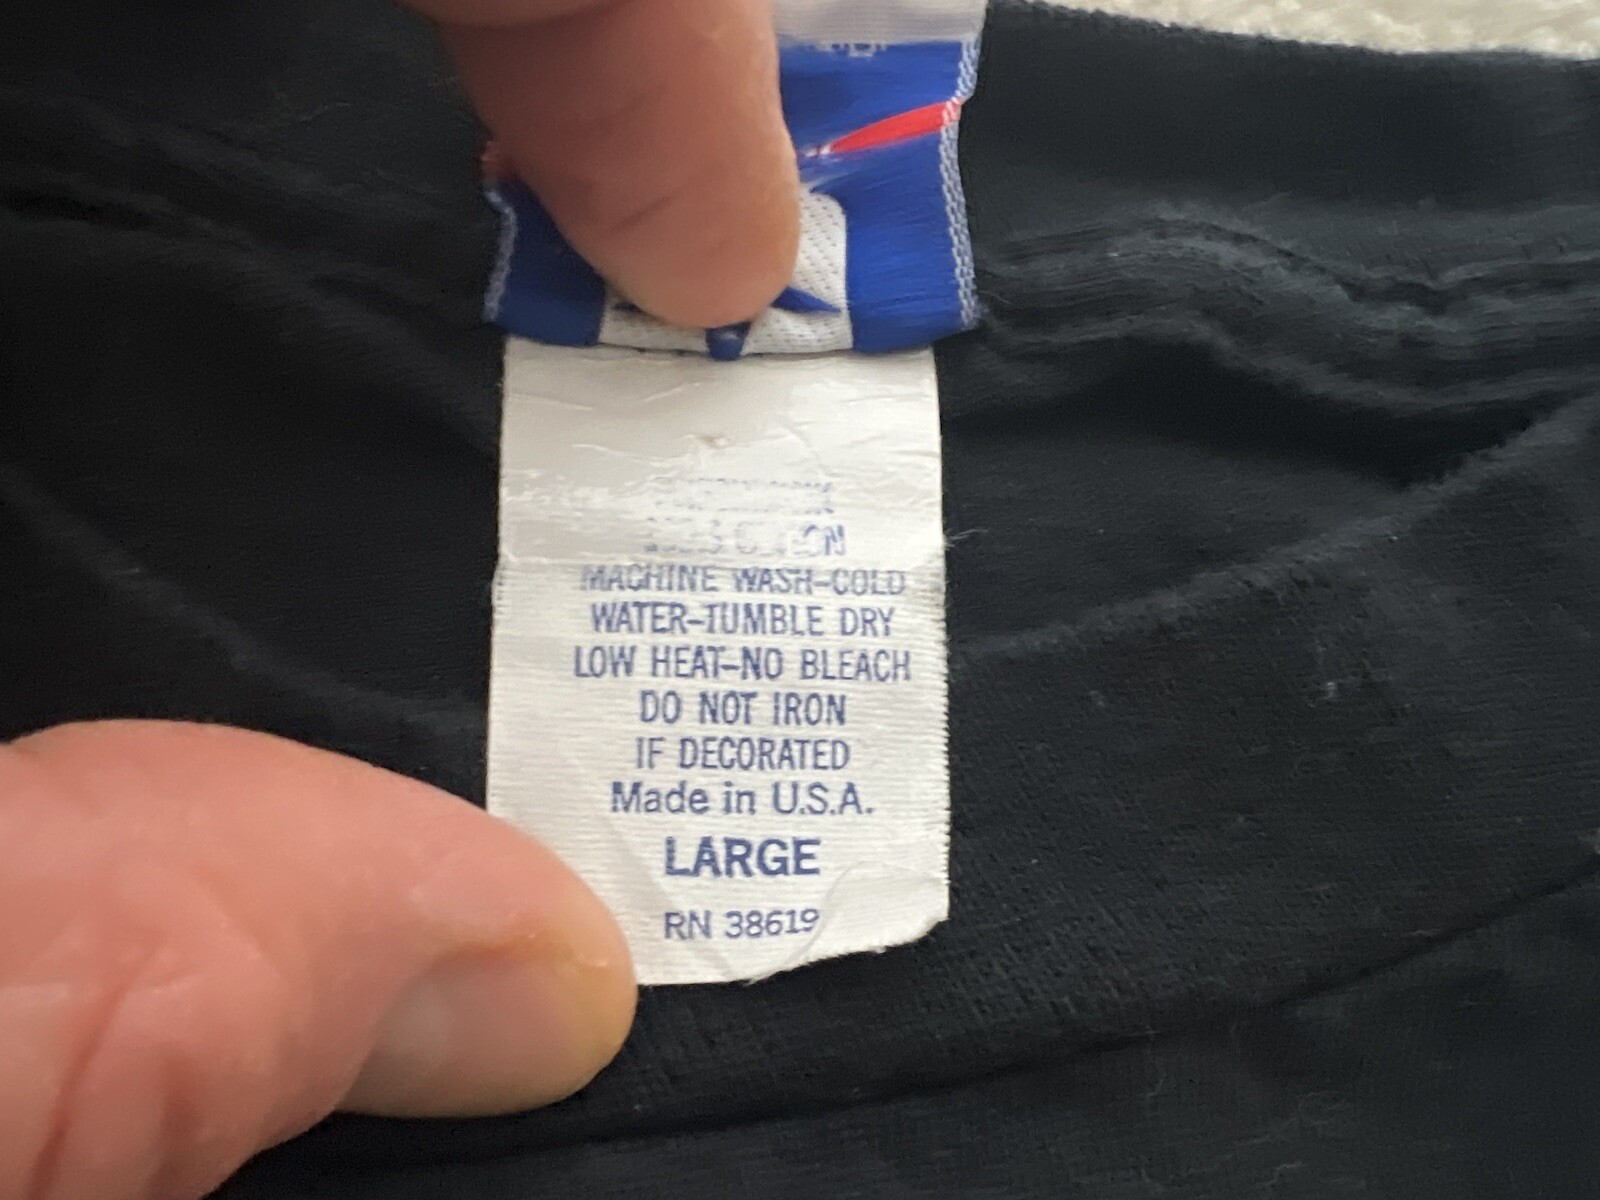 MACHINE WASH-COLD
WATER-TUMBLE DRY
LOW HEAT-NO BLEACH
DO NOT IRON
IF DECORATED
Made in U.S.A.
LARGE
RN 38619